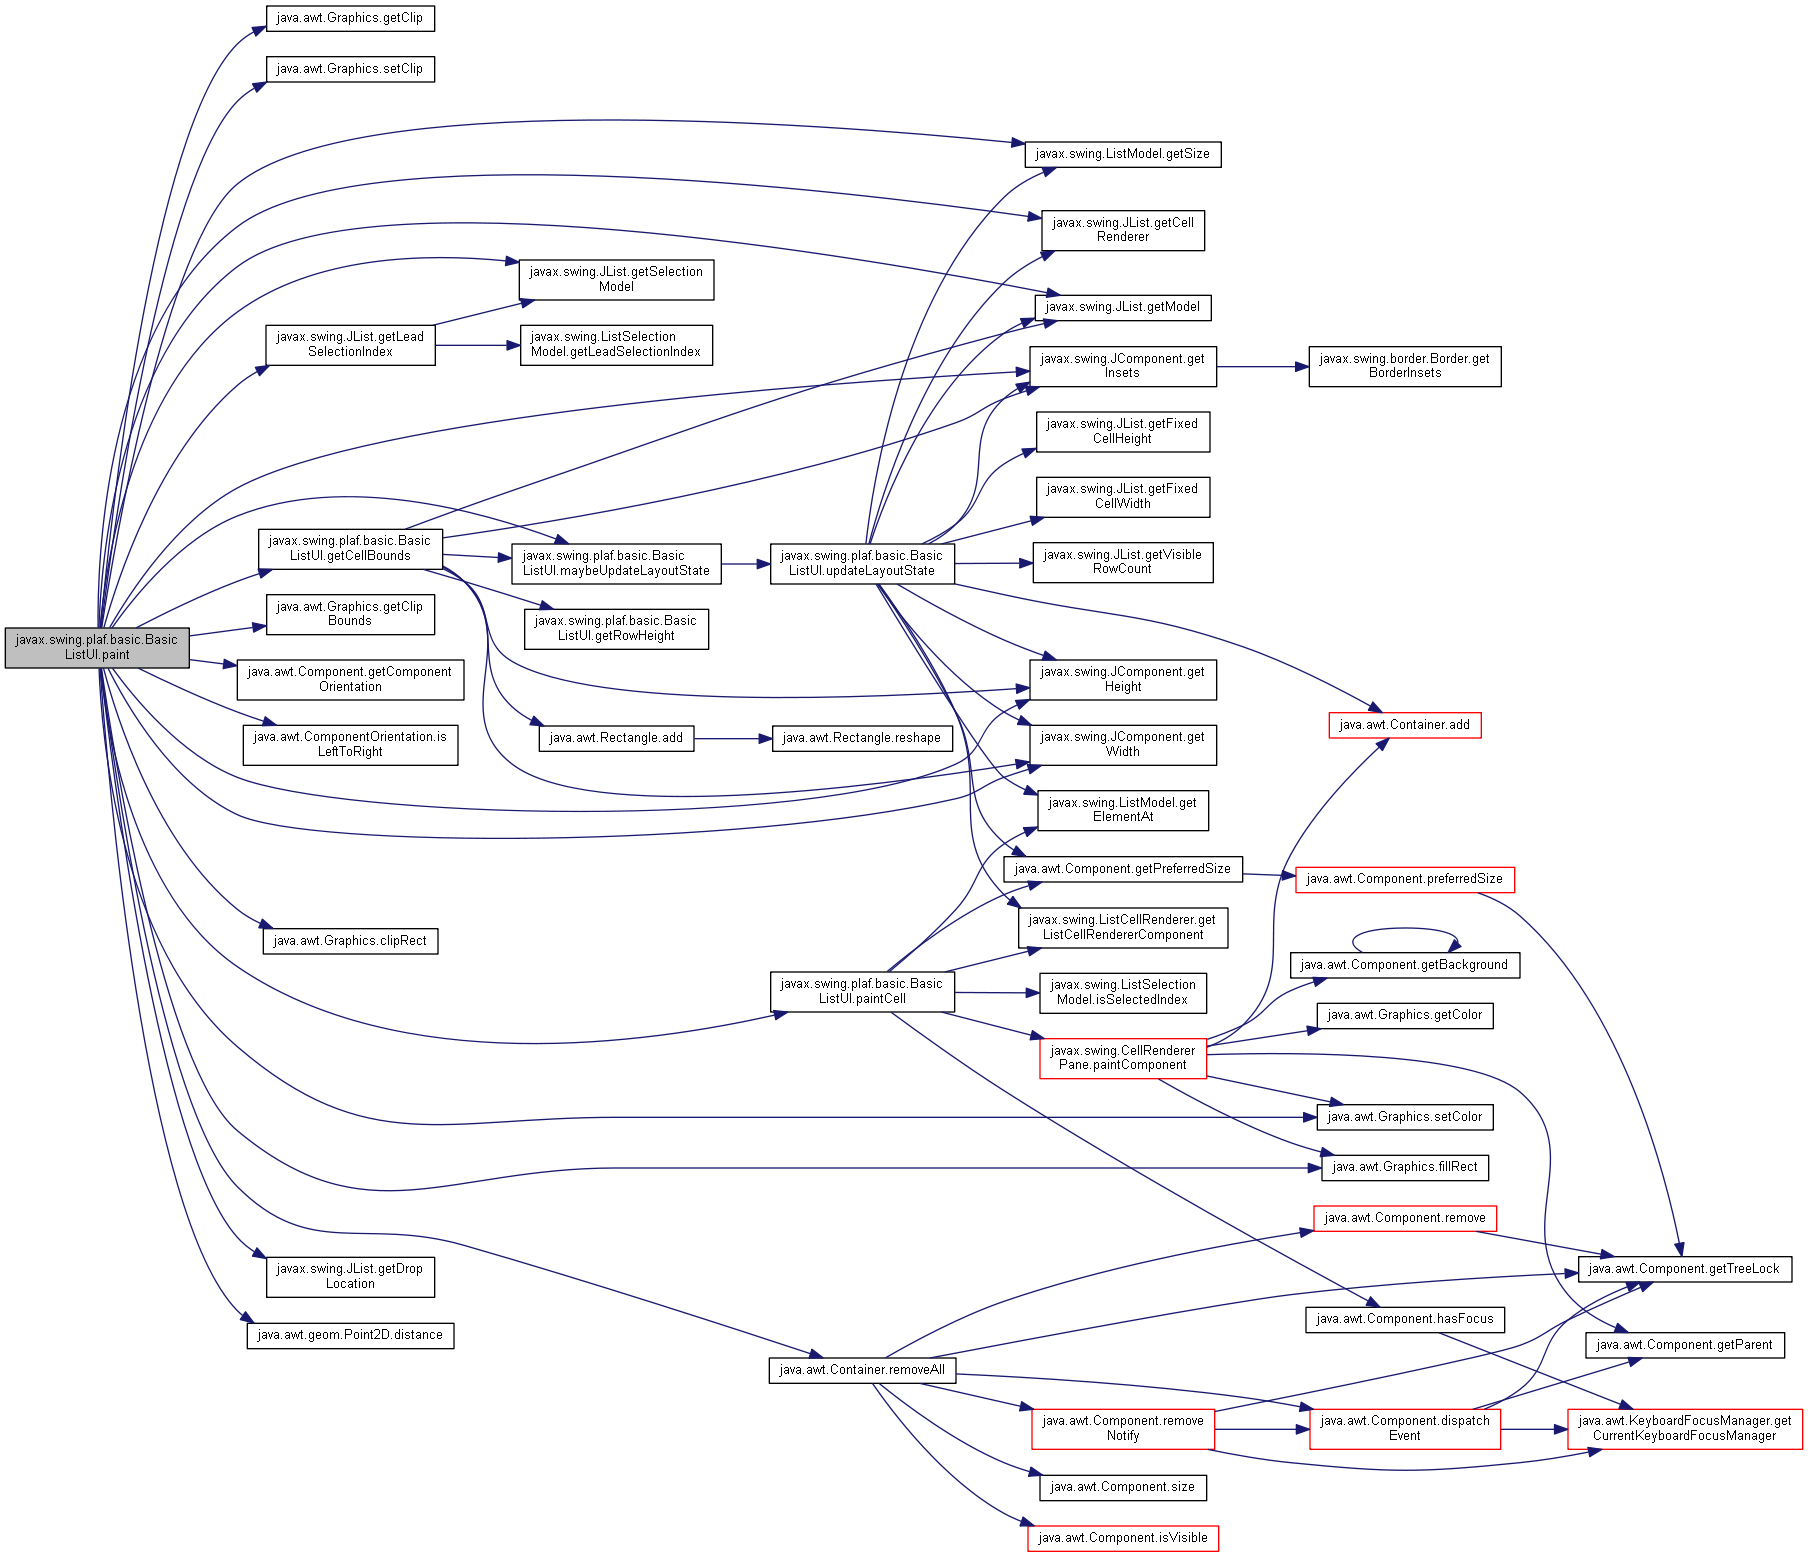 java.awt.Graphics.getClip
java.awt.Graphics.setClip
javax.swing.ListModel.getSize
javax.swing.JList.getCell
Renderer
javax.swing.JList.getSelection
Model
javax.swing.JList.getModel
javax.swing.JList.getLead
SelectionIndex
javax.swing.ListSelection
Model.getLeadSelectionIndex
javax.swing.JComponent.get
Insets
javax.swing.border.Border.get
BorderInsets
javax.swing.JList.getFixed
CellHeight
javax.swing.JList.getFixed
CellWidth
javax.swing.plaf.basic.Basic
ListUI.getCellBounds
javax.swing.plaf.basic.Basic
ListUI.maybeUpdateLayoutState
javax.swing.plaf.basic.Basic
ListUI.updateLayoutState
javax.swing.JList.getVisible
RowCount
java.awt.Graphics.getClip
Bounds
javax.swing.plaf.basic.Basic
ListUI.getRowHeight
javax.swing.plaf.basic.Basic
ListUI.paint
java.awt.Component.getComponent
Orientation
javax.swing.JComponent.get
Height
java.awt.ComponentOrientation.is
LeftToRight
java.awt.Rectangle.add
java.awt.Rectangle.reshape
javax.swing.JComponent.get
Width
java.awt.Container.add
javax.swing.ListModel.get
ElementAt
java.awt.Component.getPreferredSize
java.awt.Component.preferredSize
javax.swing.ListCellRenderer.get
ListCellRendererComponent
java.awt.Graphics.clipRect
java.awt.Component.getBackground
javax.swing.plaf.basic.Basic
ListUI.paintCell
javax.swing.ListSelection
Model.isSelectedIndex
java.awt.Graphics.getColor
javax.swing.CellRenderer
Pane.paintComponent
java.awt.Graphics.setColor
java.awt.Graphics.fillRect
java.awt.Component.remove
javax.swing.JList.getDrop
Location
java.awt.Component.getTreeLock
java.awt.Component.hasFocus
java.awt.geom.Point2D.distance
java.awt.Component.getParent
java.awt.Container.removeAll
java.awt.Component.remove
Notify
java.awt.Component.dispatch
Event
java.awt.KeyboardFocusManager.get
CurrentKeyboardFocusManager
java.awt.Component.size
java.awt.Component.isVisible